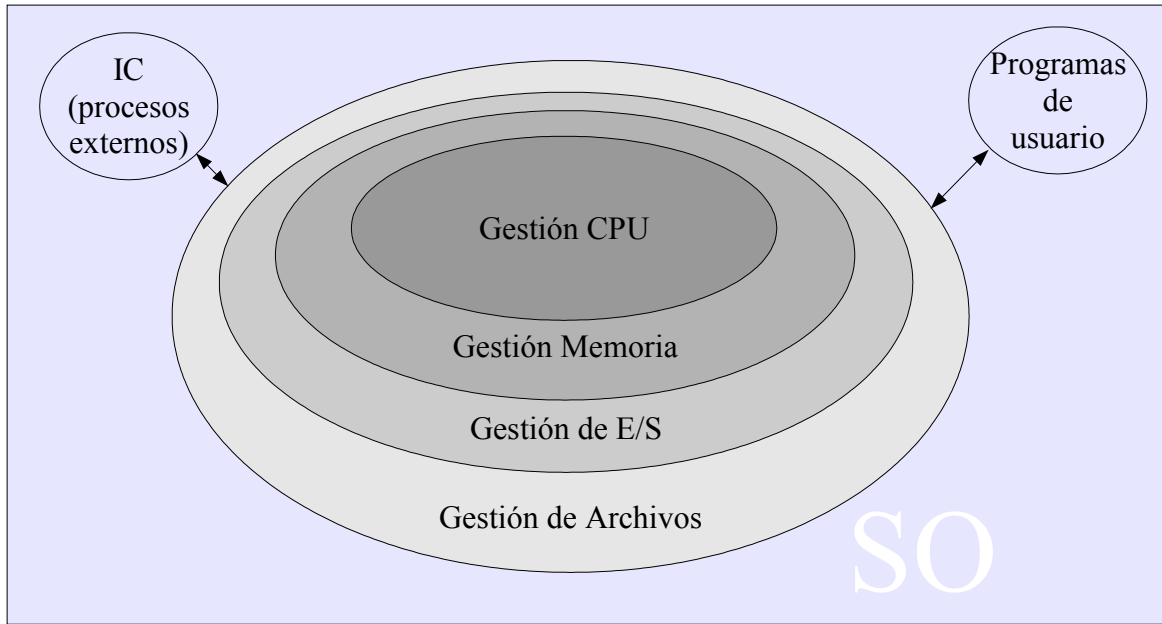 IC
(procesos
externos)
Programas
de
usuario
Gestión CPU
Gestión Memoria
Gestión de E/S
Gestión de Archivos
SO